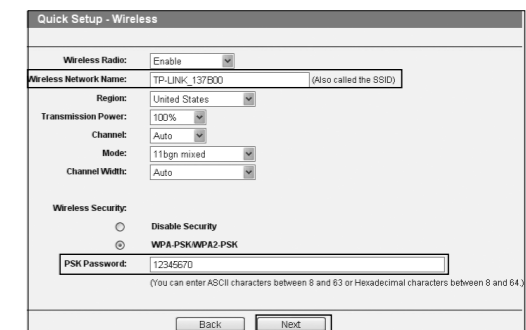 Quick Setup - Wireless
Wireless Radio: Enable
Wireless Network Name: TP-LINK_137B00 (Also called the SSID)
Region: United States
Transmission Power: 100%
Channel: Auto
Mode: 11bgn mixed
Channel Width: Auto
Wireless Security:
Disable Security
WPA-PSK/WPA2-PSK
PSK Password: 12345670
(You can enter ASCII characters between 8 and 63 or Hexadecimal characters between 8 and 64.)
Back Next